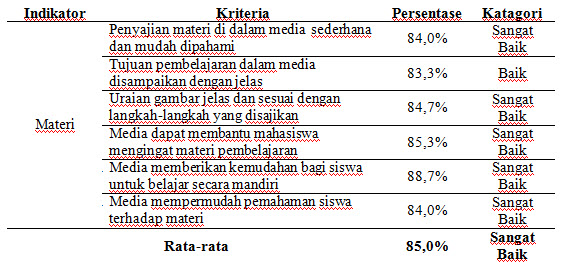 Indikator Kriteria Persentase Katagori
Penyajian materi di dalam media sederhana dan mudah dipahami 84,0% Sangat Baik
Tujuan pembelajaran dalam media disampaikan dengan jelas 83,3% Baik
Uraian gambar jelas dan sesuai dengan langkah-langkah yang disajikan 84,7% Sangat Baik
Materi
Media dapat membantu mahasiswa mengingat materi pembelajaran 85,3% Sangat Baik
Media memberikan kemudahan bagi siswa untuk belajar secara mandiri 88,7% Sangat Baik
Media mempermudah pemahaman siswa terhadap materi 84,0% Sangat Baik
Rata-rata 85,0% Sangat Baik